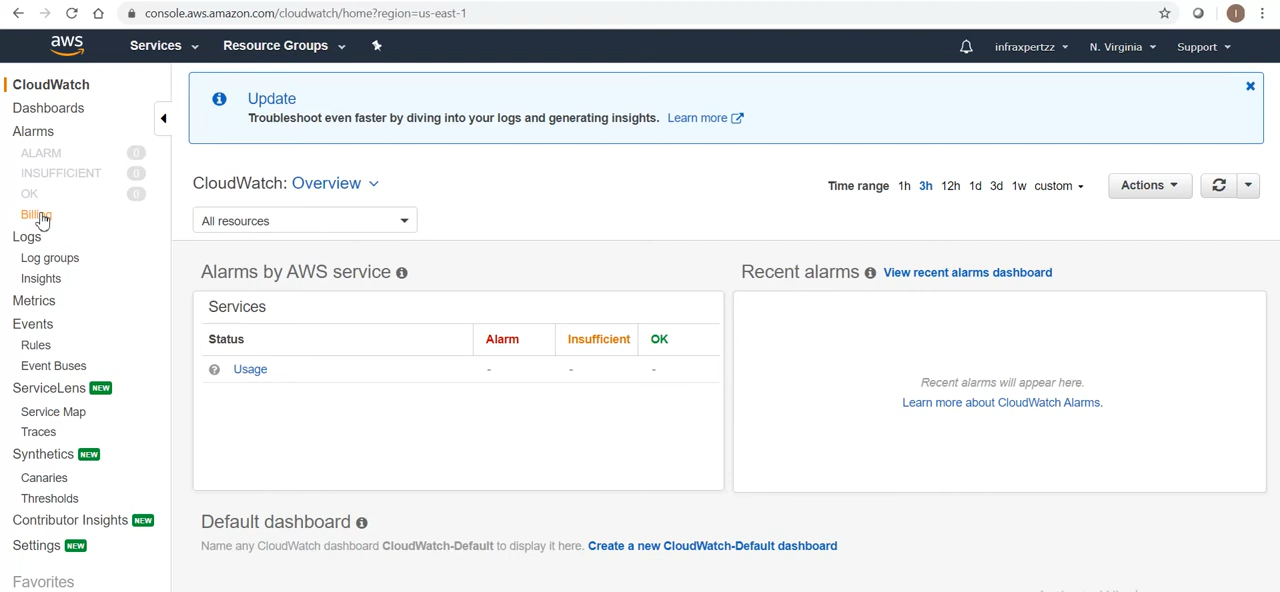 console.aws.amazon.com/cloudwatch/home?region=us-east-1
I
aws
Services
Resource Groups
infraxpertzz
N. Virginia
Support
CloudWatch
Dashboards
Alarms
ALARM 0
INSUFFICIENT 0
OK 0
Billing
Logs
Log groups
Insights
Metrics
Events
Rules
Event Buses
ServiceLens NEW
Service Map
Traces
Synthetics NEW
Canaries
Thresholds
Contributor Insights NEW
Settings NEW
Favorites
Update
Troubleshoot even faster by diving into your logs and generating insights. Learn more
CloudWatch: Overview
Time range 1h 3h 12h 1d 3d 1w custom
Actions
All resources
Alarms by AWS service
Services
Status Alarm Insufficient OK
Usage - - -
Recent alarms View recent alarms dashboard
Recent alarms will appear here.
Learn more about CloudWatch Alarms.
Default dashboard
Name any CloudWatch dashboard CloudWatch-Default to display it here. Create a new CloudWatch-Default dashboard